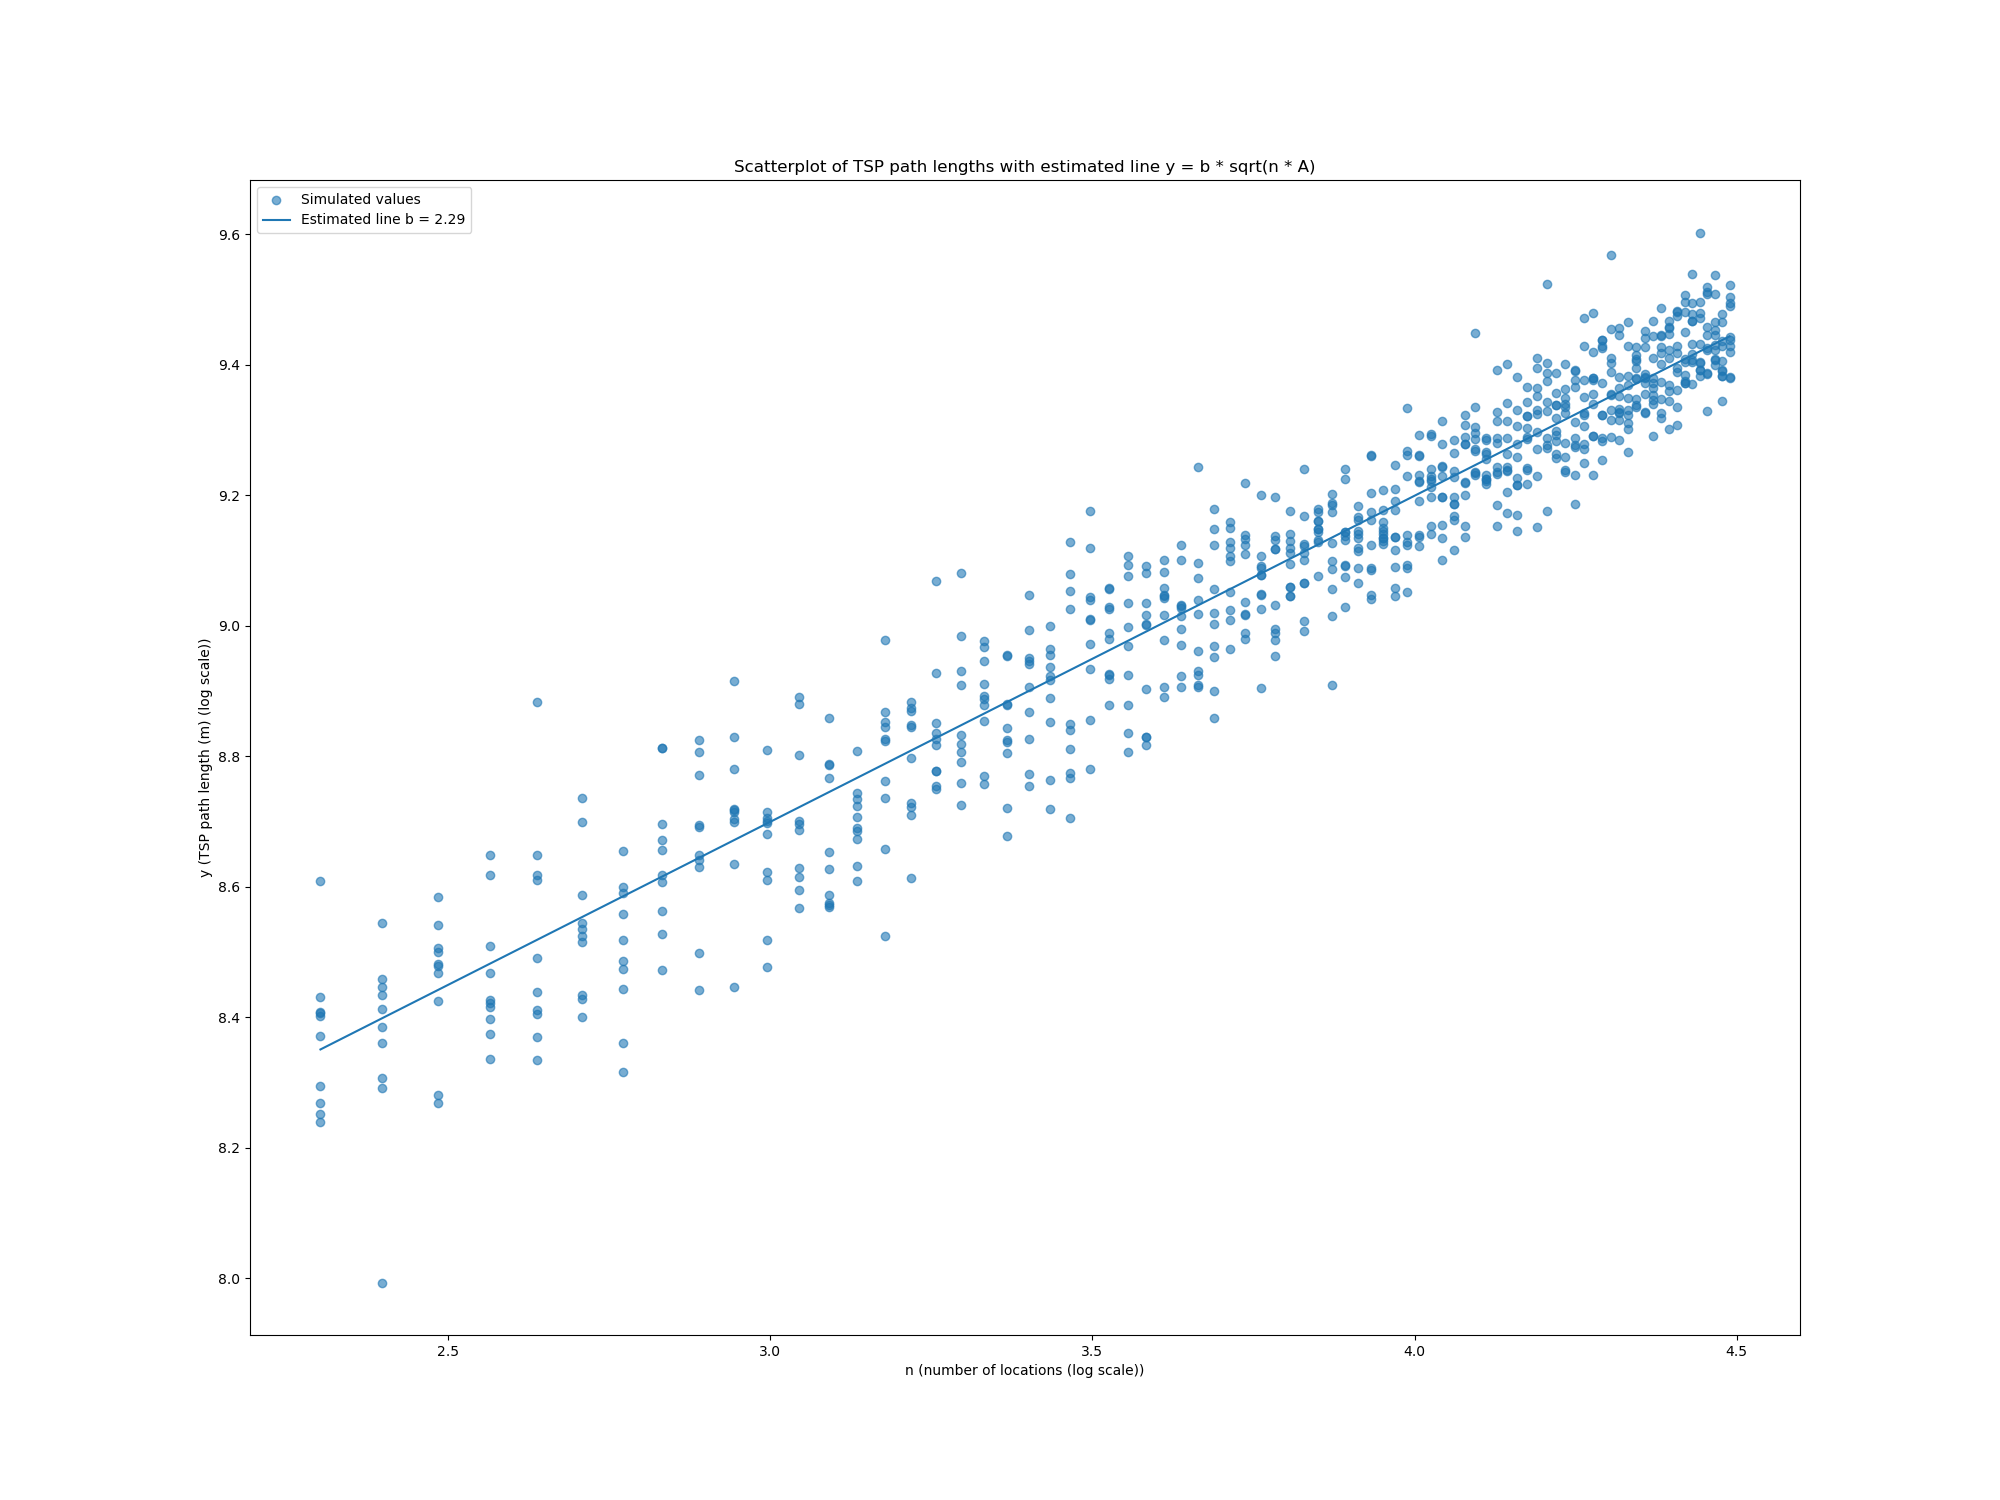 Scatterplot of TSP path lengths with estimated line y = b * sqrt(n * A)
Simulated values
Estimated line b = 2.29
9.6
9.4
9.2
9.0
8.8
8.6
8.4
8.2
8.0
y (TSP path length (m) (log scale))
2.5 3.0 3.5 4.0 4.5
n (number of locations (log scale))